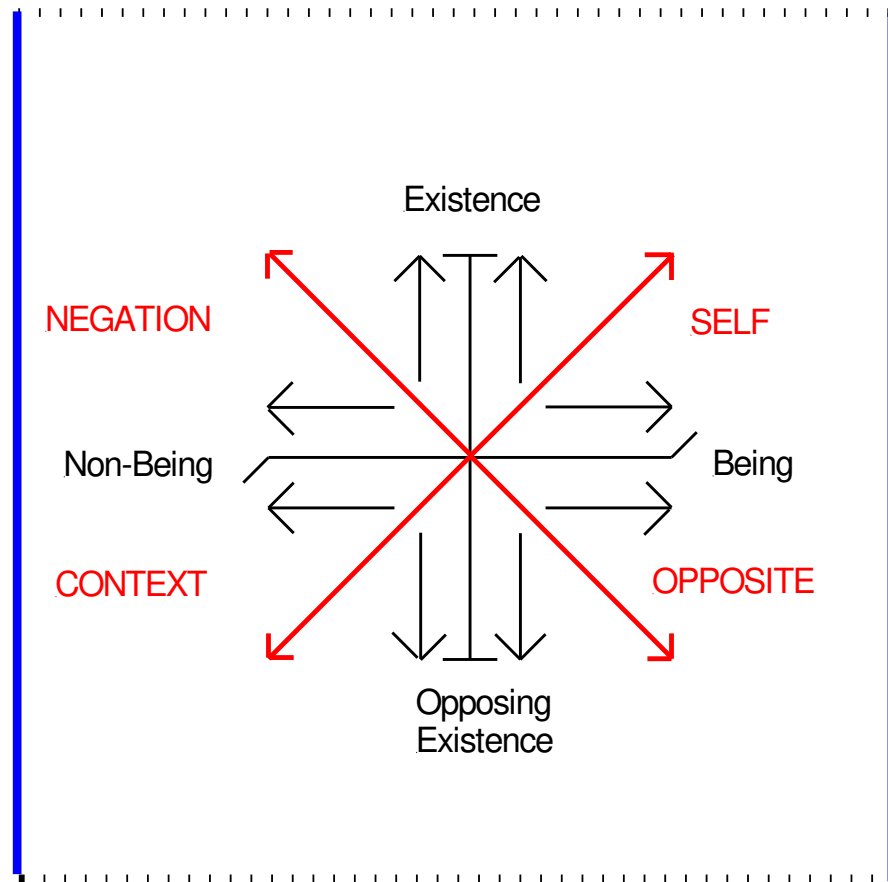 Existence
NEGATION
SELF
Non-Being
Being
CONTEXT
OPPOSITE
Opposing
Existence